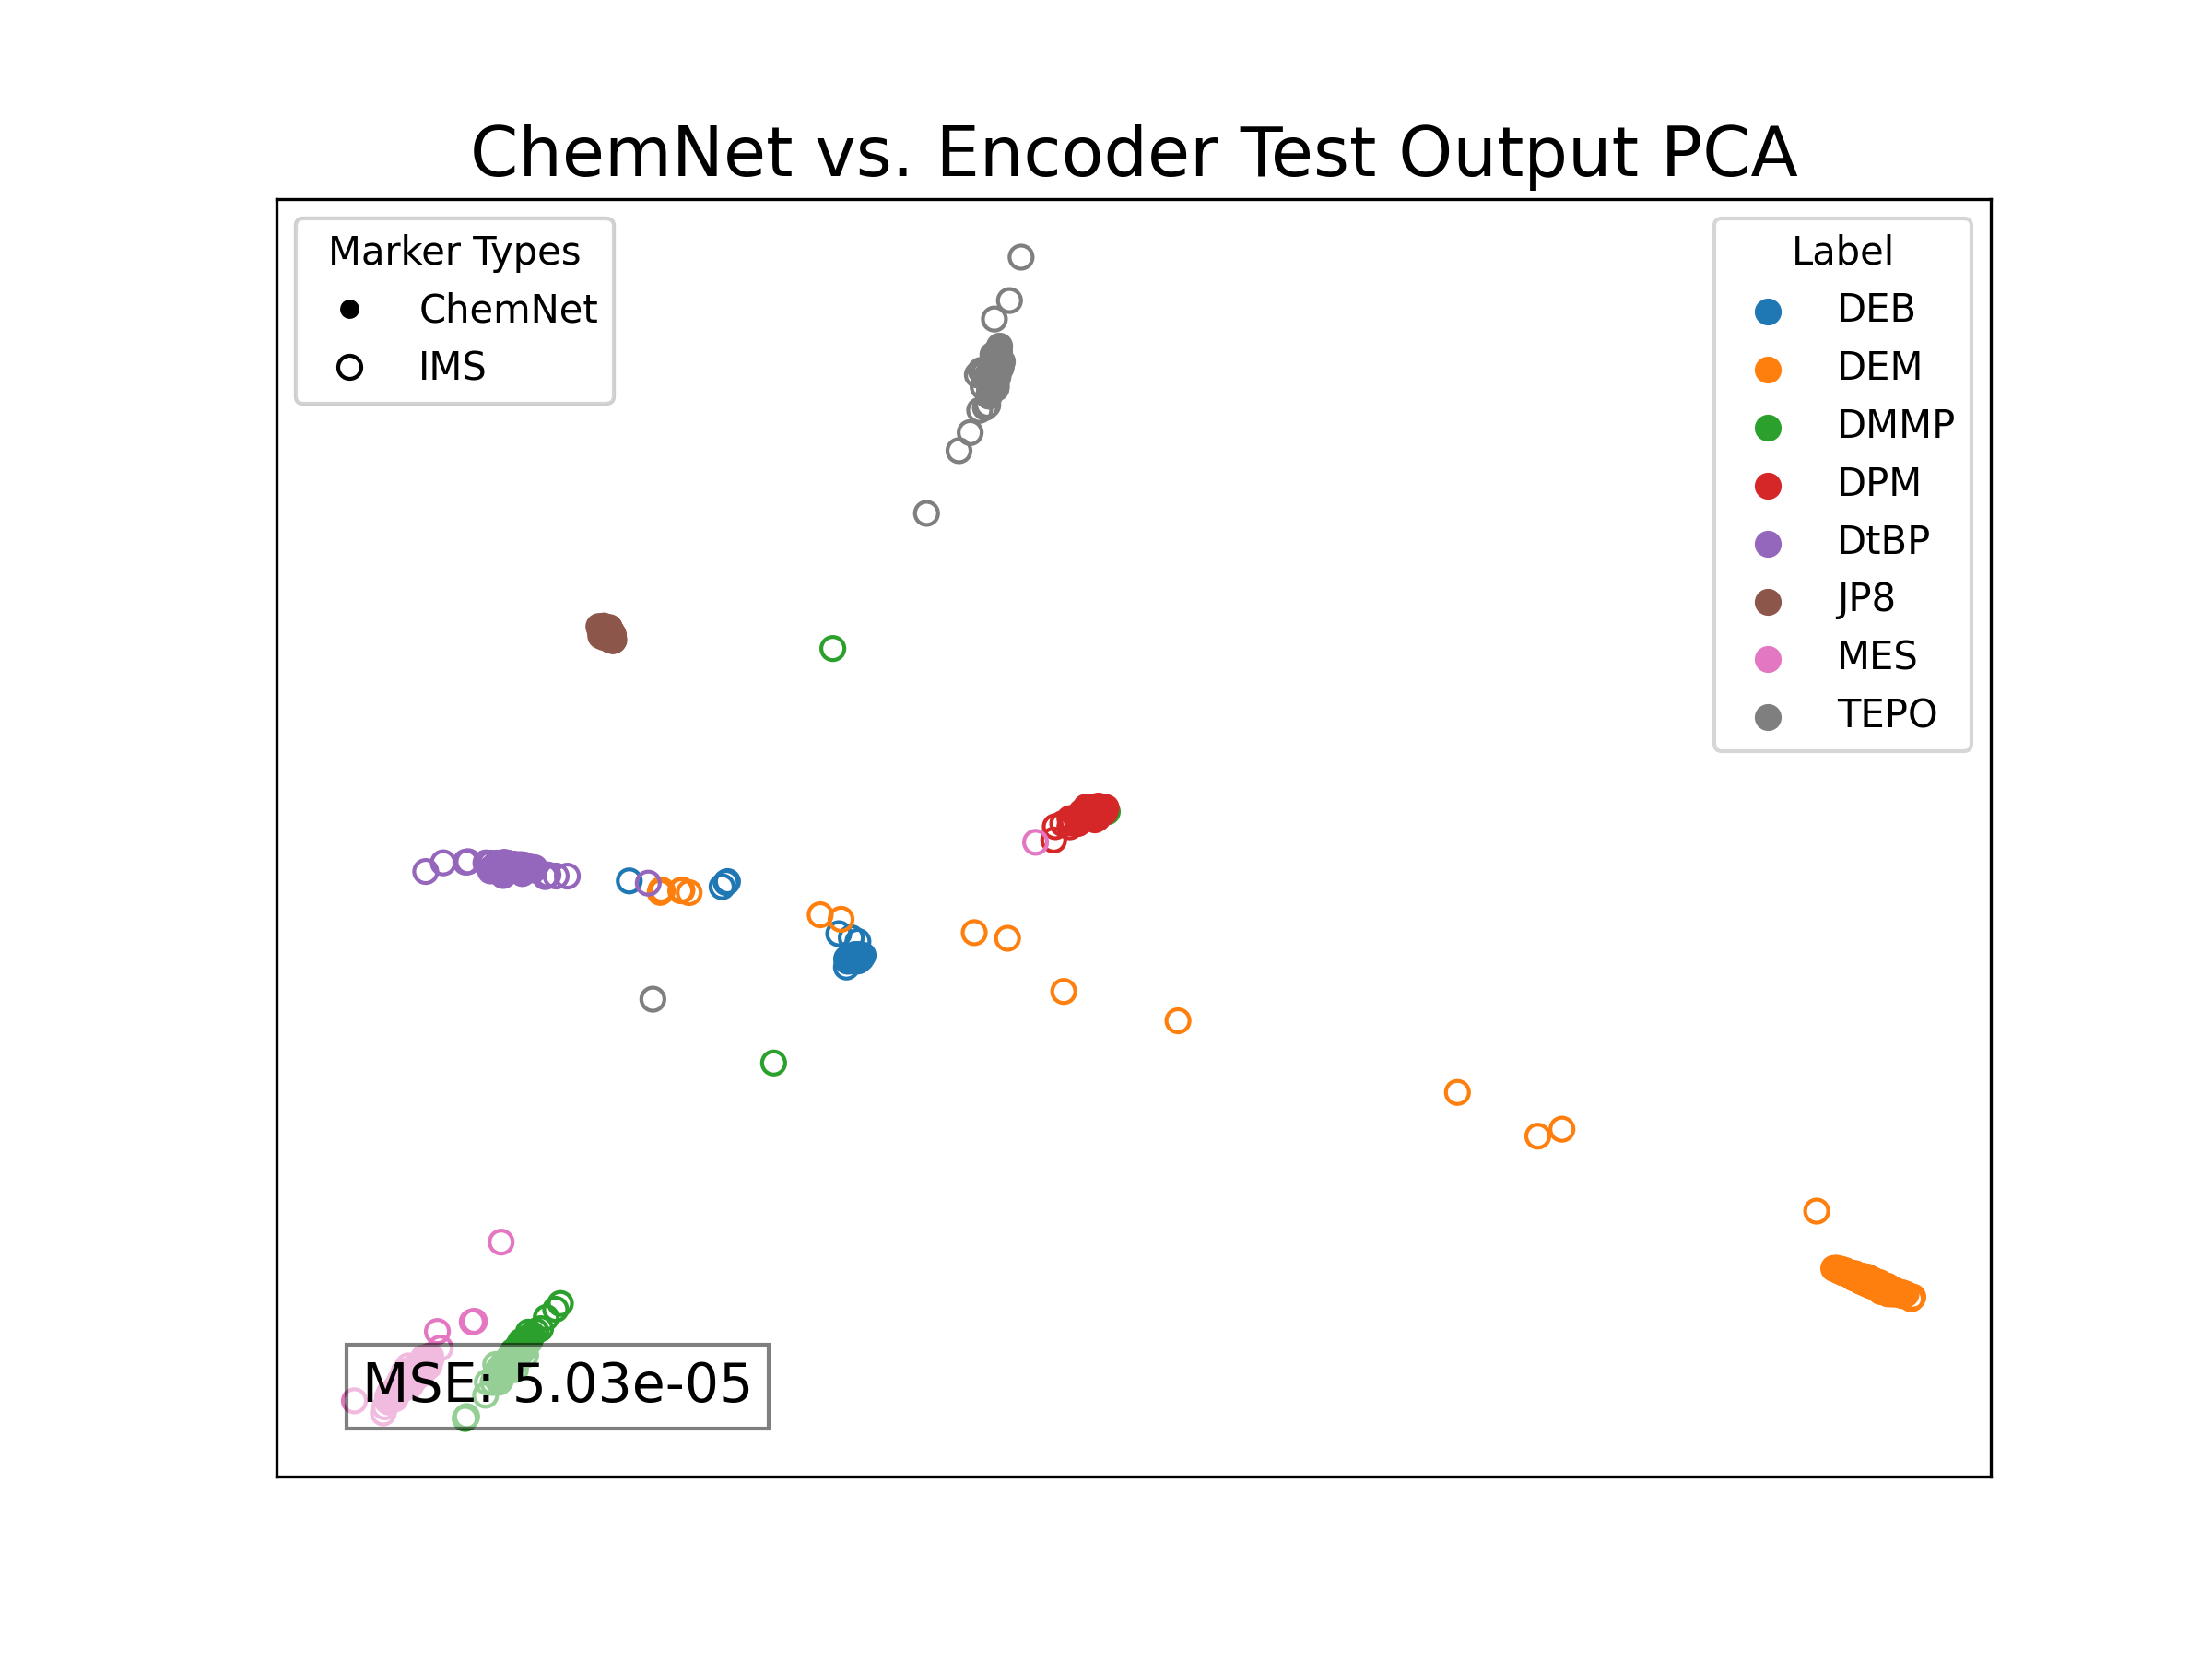 ChemNet vs. Encoder Test Output PCA
Marker Types
ChemNet
IMS
Label
DEB
DEM
DMMP
DPM
DtBP
JP8
MES
TEPO
MSE: 5.03e-05